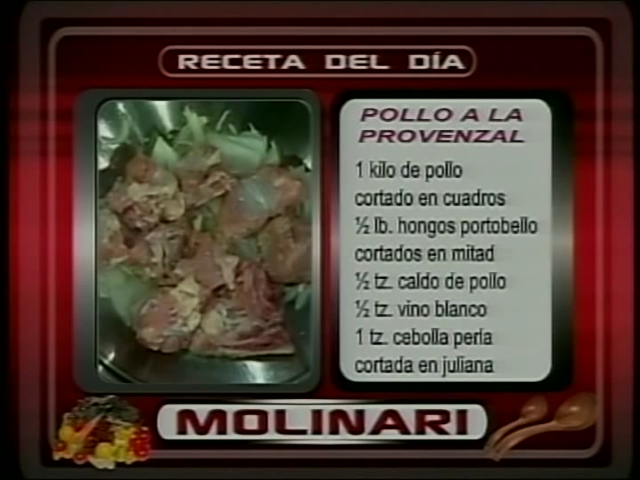 RECETA DEL DÍA
POLLO A LA
PROVENZAL
1 kilo de pollo
cortado en cuadros
½ lb. hongos portobello
cortados en mitad
½ tz. caldo de pollo
½ tz. vino blanco
1 tz. cebolla perla
cortada en juliana
MOLINARI